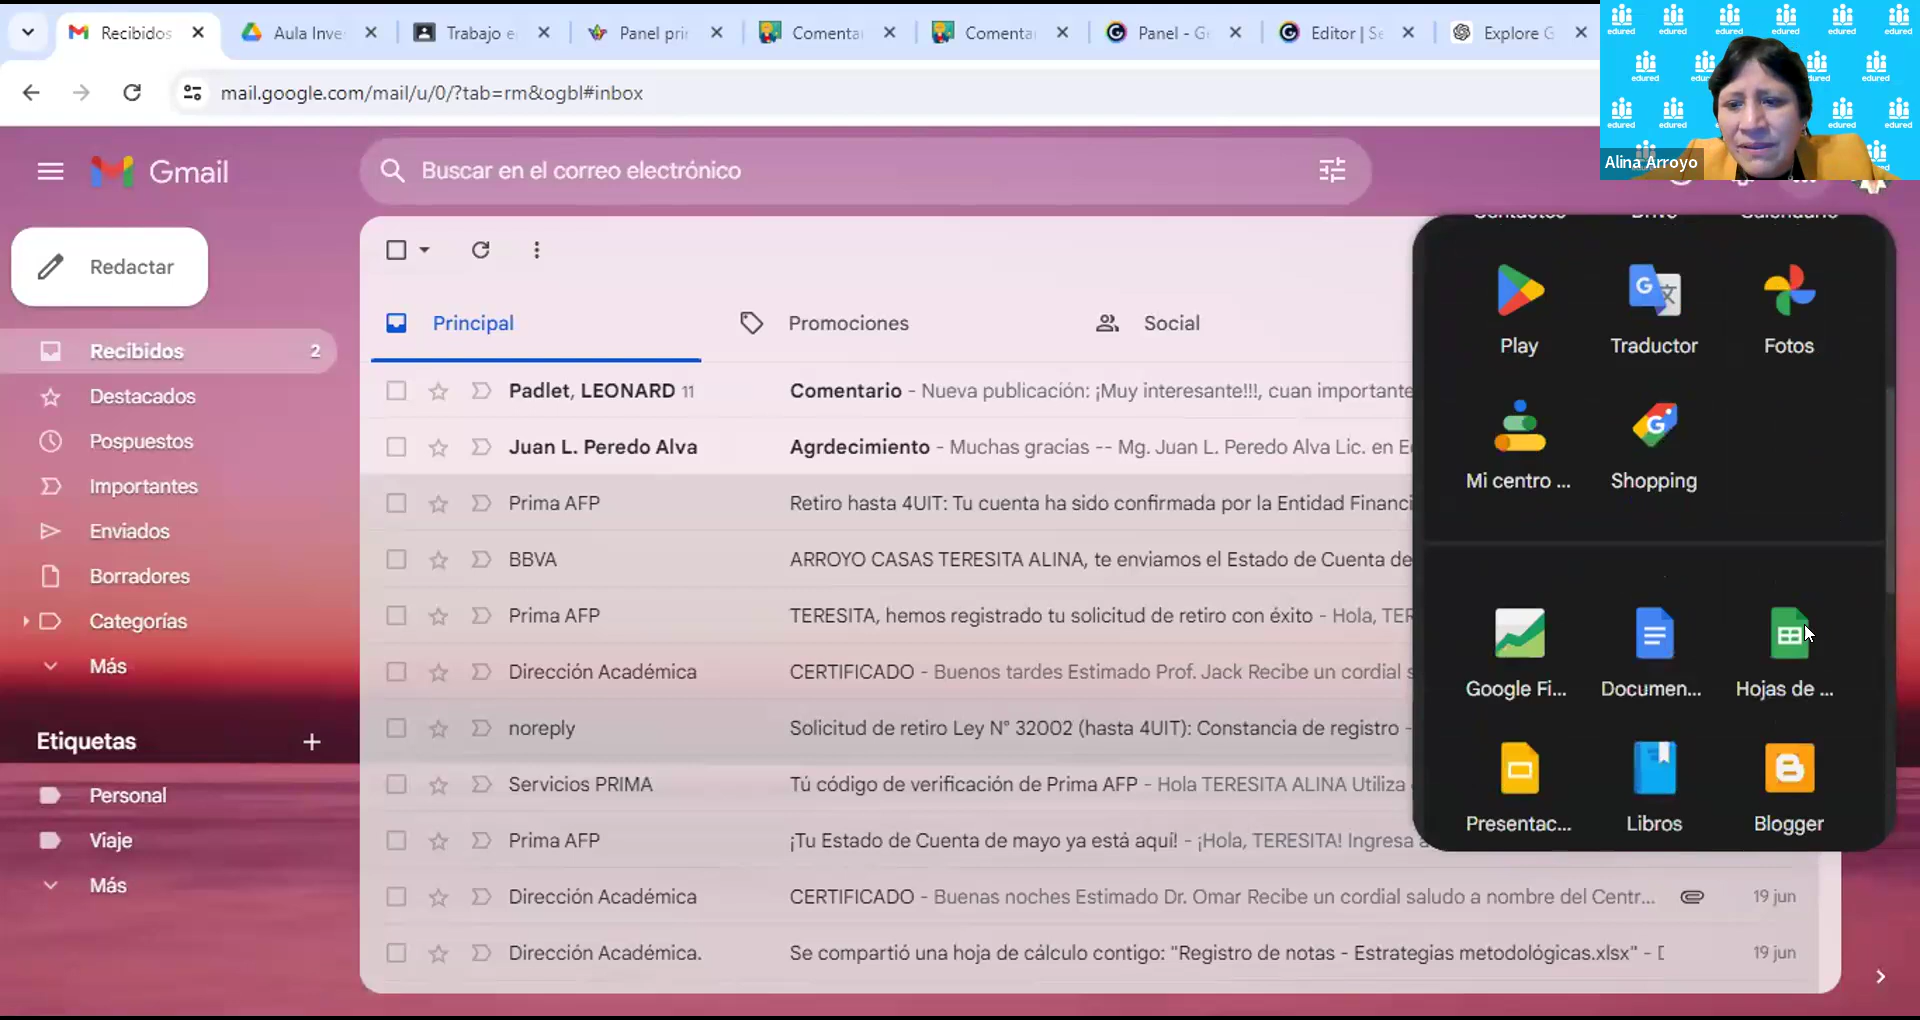 Recibidos
Aula Inve
Trabajo e
Panel pri
Comenta
Comenta
Panel - G
Editor | Se
Explore G
mail.google.com/mail/u/0/?tab=rm&ogbl#inbox
edured edured edured
Alina Arroyo
Gmail
Buscar en el correo electrónico
Redactar
Recibidos 2
Destacados
Pospuestos
Importantes
Enviados
Borradores
Categorías
Más
Etiquetas
Personal
Viaje
Más
Principal
Promociones
Social
Padlet, LEONARD 11 Comentario - Nueva publicación: ¡Muy interesante!!!, cuan importante
Juan L. Peredo Alva Agrdecimiento - Muchas gracias -- Mg. Juan L. Peredo Alva Lic. en E
Prima AFP Retiro hasta 4UIT: Tu cuenta ha sido confirmada por la Entidad Financi
BBVA ARROYO CASAS TERESITA ALINA, te enviamos el Estado de Cuenta de
Prima AFP TERESITA, hemos registrado tu solicitud de retiro con éxito - Hola, TER
Dirección Académica CERTIFICADO - Buenos tardes Estimado Prof. Jack Recibe un cordial s
noreply Solicitud de retiro Ley N° 32002 (hasta 4UIT): Constancia de registro -
Servicios PRIMA Tú código de verificación de Prima AFP - Hola TERESITA ALINA Utiliza
Prima AFP ¡Tu Estado de Cuenta de mayo ya está aquí! - ¡Hola, TERESITA! Ingresa a
Dirección Académica CERTIFICADO - Buenas noches Estimado Dr. Omar Recibe un cordial saludo a nombre del Centr... 19 jun
Dirección Académica. Se compartió una hoja de cálculo contigo: "Registro de notas - Estrategias metodológicas.xlsx" - 19 jun
Contactos Drive Calendario
Play Traductor Fotos
Mi centro ... Shopping
Google Fi... Documen... Hojas de ...
Presentac... Libros Blogger